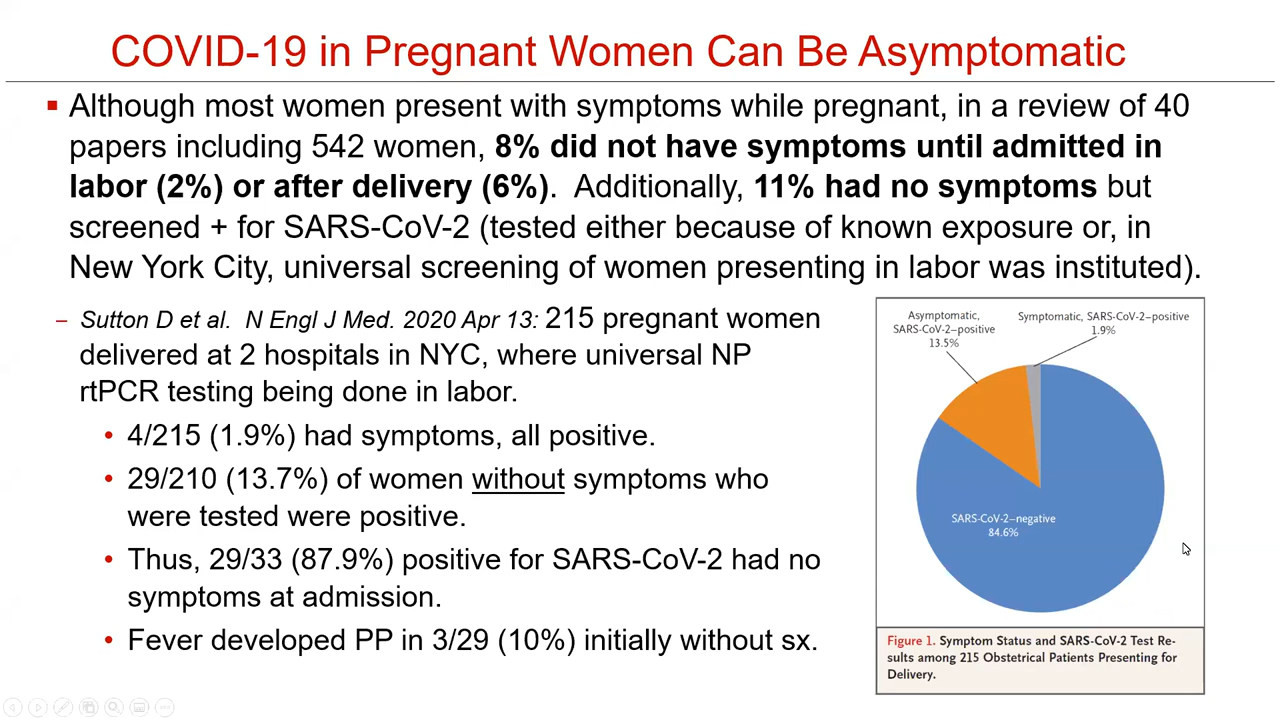 COVID-19 in Pregnant Women Can Be Asymptomatic
▪ Although most women present with symptoms while pregnant, in a review of 40
papers including 542 women, 8% did not have symptoms until admitted in
labor (2%) or after delivery (6%). Additionally, 11% had no symptoms but
screened + for SARS-CoV-2 (tested either because of known exposure or, in
New York City, universal screening of women presenting in labor was instituted).
– Sutton D et al. N Engl J Med. 2020 Apr 13: 215 pregnant women
delivered at 2 hospitals in NYC, where universal NP
rtPCR testing being done in labor.
• 4/215 (1.9%) had symptoms, all positive.
• 29/210 (13.7%) of women without symptoms who
were tested were positive.
• Thus, 29/33 (87.9%) positive for SARS-CoV-2 had no
symptoms at admission.
• Fever developed PP in 3/29 (10%) initially without sx.
Asymptomatic,
SARS-CoV-2–positive
13.5%
Symptomatic, SARS-CoV-2–positive
1.9%
SARS-CoV-2–negative
84.6%
Figure 1. Symptom Status and SARS-CoV-2 Test Re-
sults among 215 Obstetrical Patients Presenting for
Delivery.